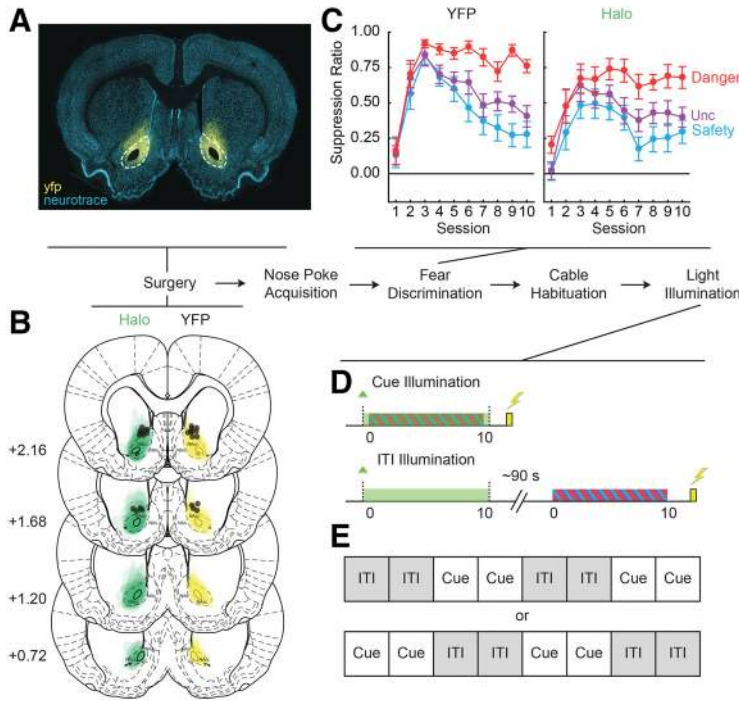 A
yfp
neurotrace
C
YFP
Halo
Suppression Ratio
1.00
0.75
0.50
0.25
0.00
1 2 3 4 5 6 7 8 9 10
Session
1 2 3 4 5 6 7 8 9 10
Session
Danger
Unc
Safety
Surgery
Nose Poke
Acquisition
Fear
Discrimination
Cable
Habituation
Light
Illumination
B
Halo
YFP
+2.16
+1.68
+1.20
+0.72
D
Cue Illumination
0 10
ITI Illumination
~90 s
0 10 0 10
E
ITI ITI Cue Cue ITI ITI Cue Cue
or
Cue Cue ITI ITI Cue Cue ITI ITI